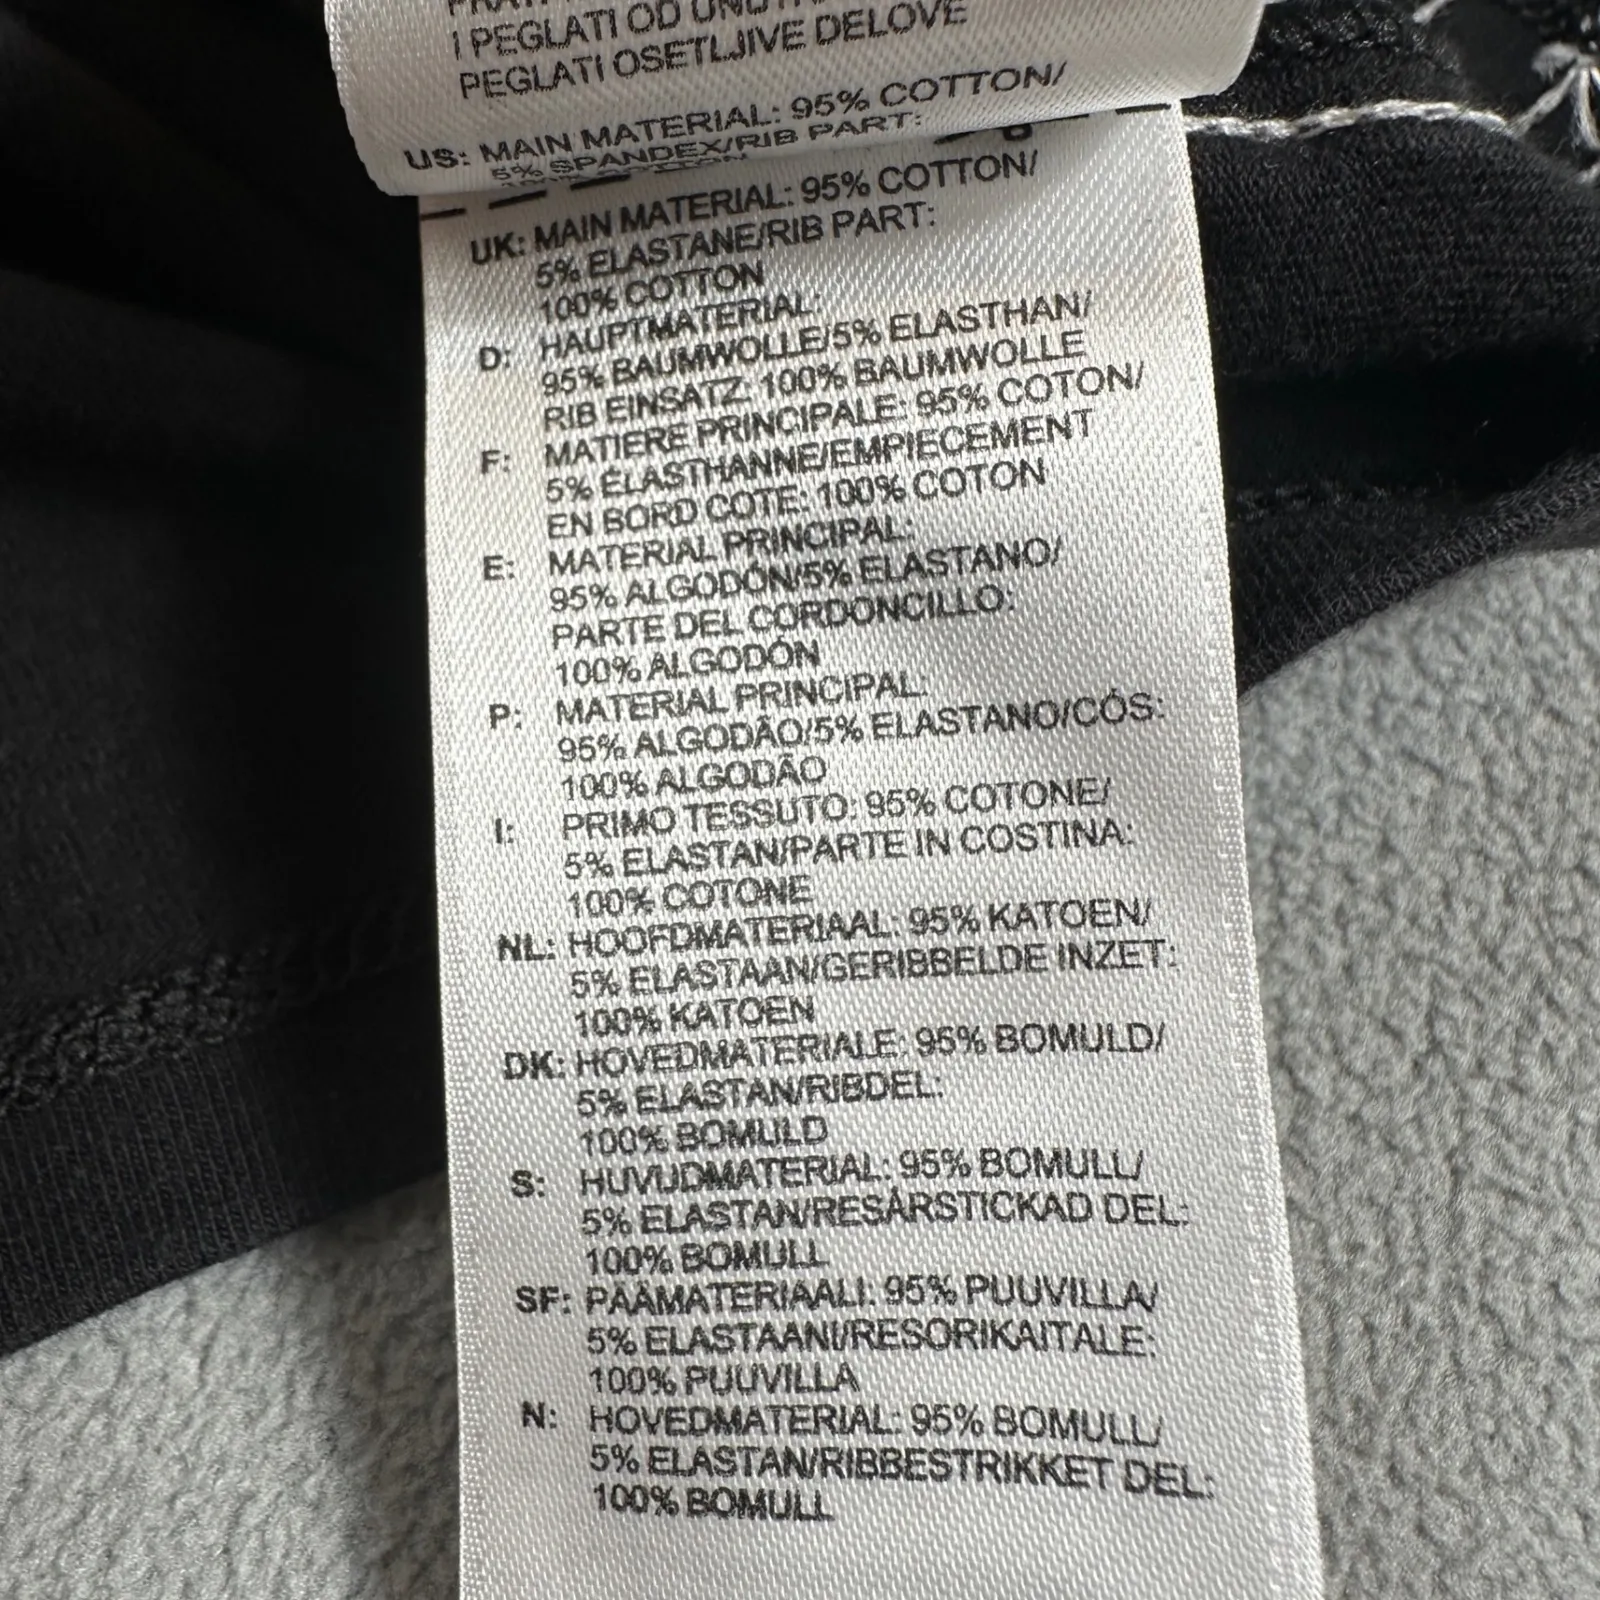 I PEGLATI OD
PEGLATI OSETLJIVE DELOVE
US: MAIN MATERIAL: 95% COTTON/
5% SPANDEX/RIB PART:
UK: MAIN MATERIAL: 95% COTTON/
5% ELASTANE/RIB PART:
100% COTTON
D: HAUPTMATERIAL:
95% BAUMWOLLE/5% ELASTHAN/
RIB EINSATZ: 100% BAUMWOLLE
F: MATIERE PRINCIPALE: 95% COTON/
5% ÉLASTHANNE/EMPIECEMENT
EN BORD COTE: 100% COTON
E: MATERIAL PRINCIPAL:
95% ALGODÓN/5% ELASTANO/
PARTE DEL CORDONCILLO:
100% ALGODÓN
P: MATERIAL PRINCIPAL:
95% ALGODÃO/5% ELASTANO/CÓS:
100% ALGODÃO
I: PRIMO TESSUTO: 95% COTONE/
5% ELASTAN/PARTE IN COSTINA:
100% COTONE
NL: HOOFDMATERIAAL: 95% KATOEN/
5% ELASTAAN/GERIBBELDE INZET:
100% KATOEN
DK: HOVEDMATERIALE: 95% BOMULD/
5% ELASTAN/RIBDEL:
100% BOMULD
S: HUVUDMATERIAL: 95% BOMULL/
5% ELASTAN/RESÅRSTICKAD DEL:
100% BOMULL
SF: PÄÄMATERIAALI: 95% PUUVILLA/
5% ELASTAANI/RESORIKAITALE:
100% PUUVILLA
N: HOVEDMATERIAL: 95% BOMULL/
5% ELASTAN/RIBBESTRIKKET DEL:
100% BOMULL